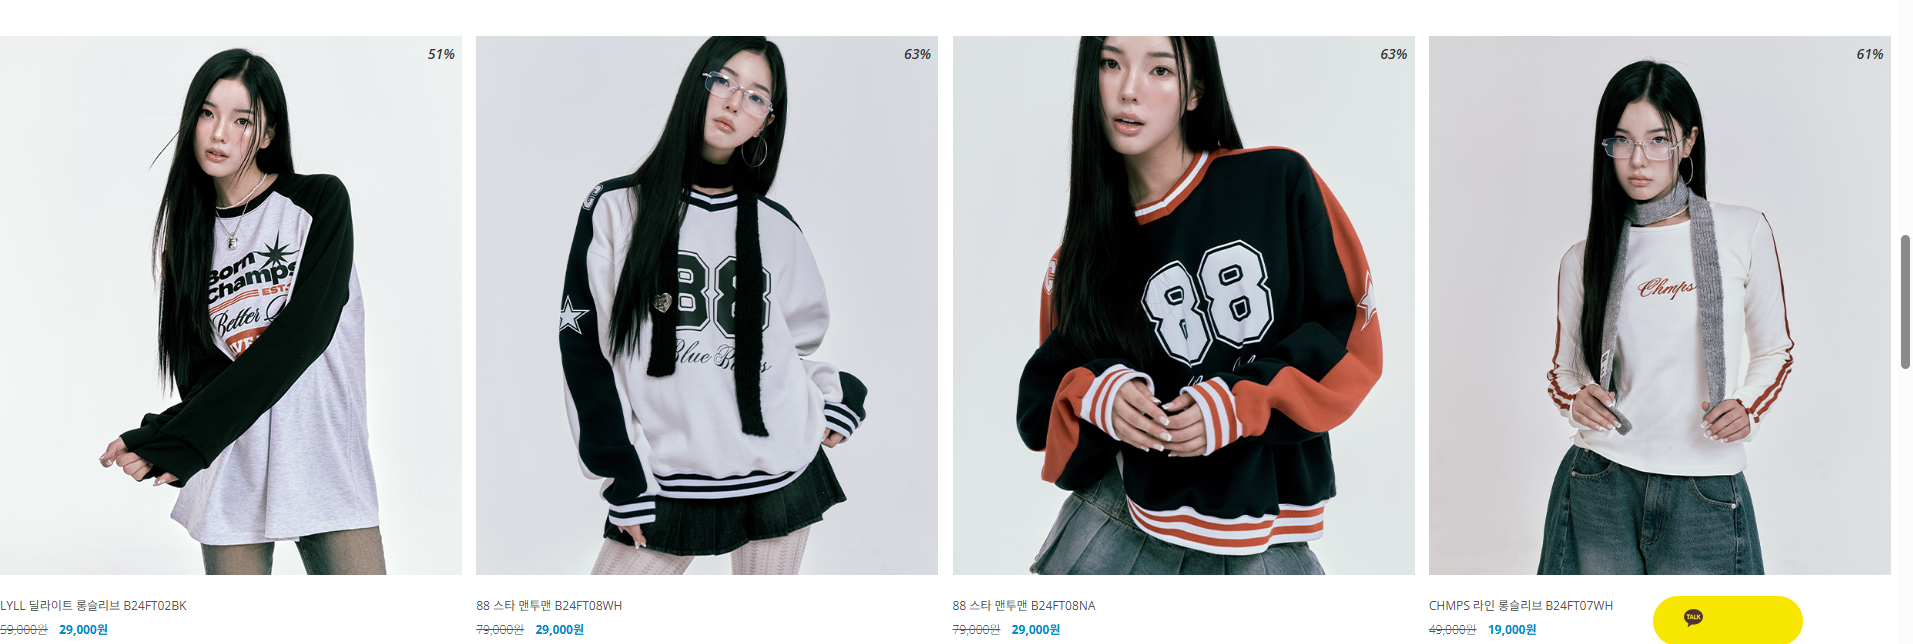 51%
63%
63%
61%
Born
Champs
EST.
Better
88
Blue
88
Chmps
LYLL 딜라이트 롱슬리브 B24FT02BK
59,000원 29,000원
88 스타 맨투맨 B24FT08WH
79,000원 29,000원
88 스타 맨투맨 B24FT08NA
79,000원 29,000원
CHMPS 라인 롱슬리브 B24FT07WH
49,000원 19,000원
TALK